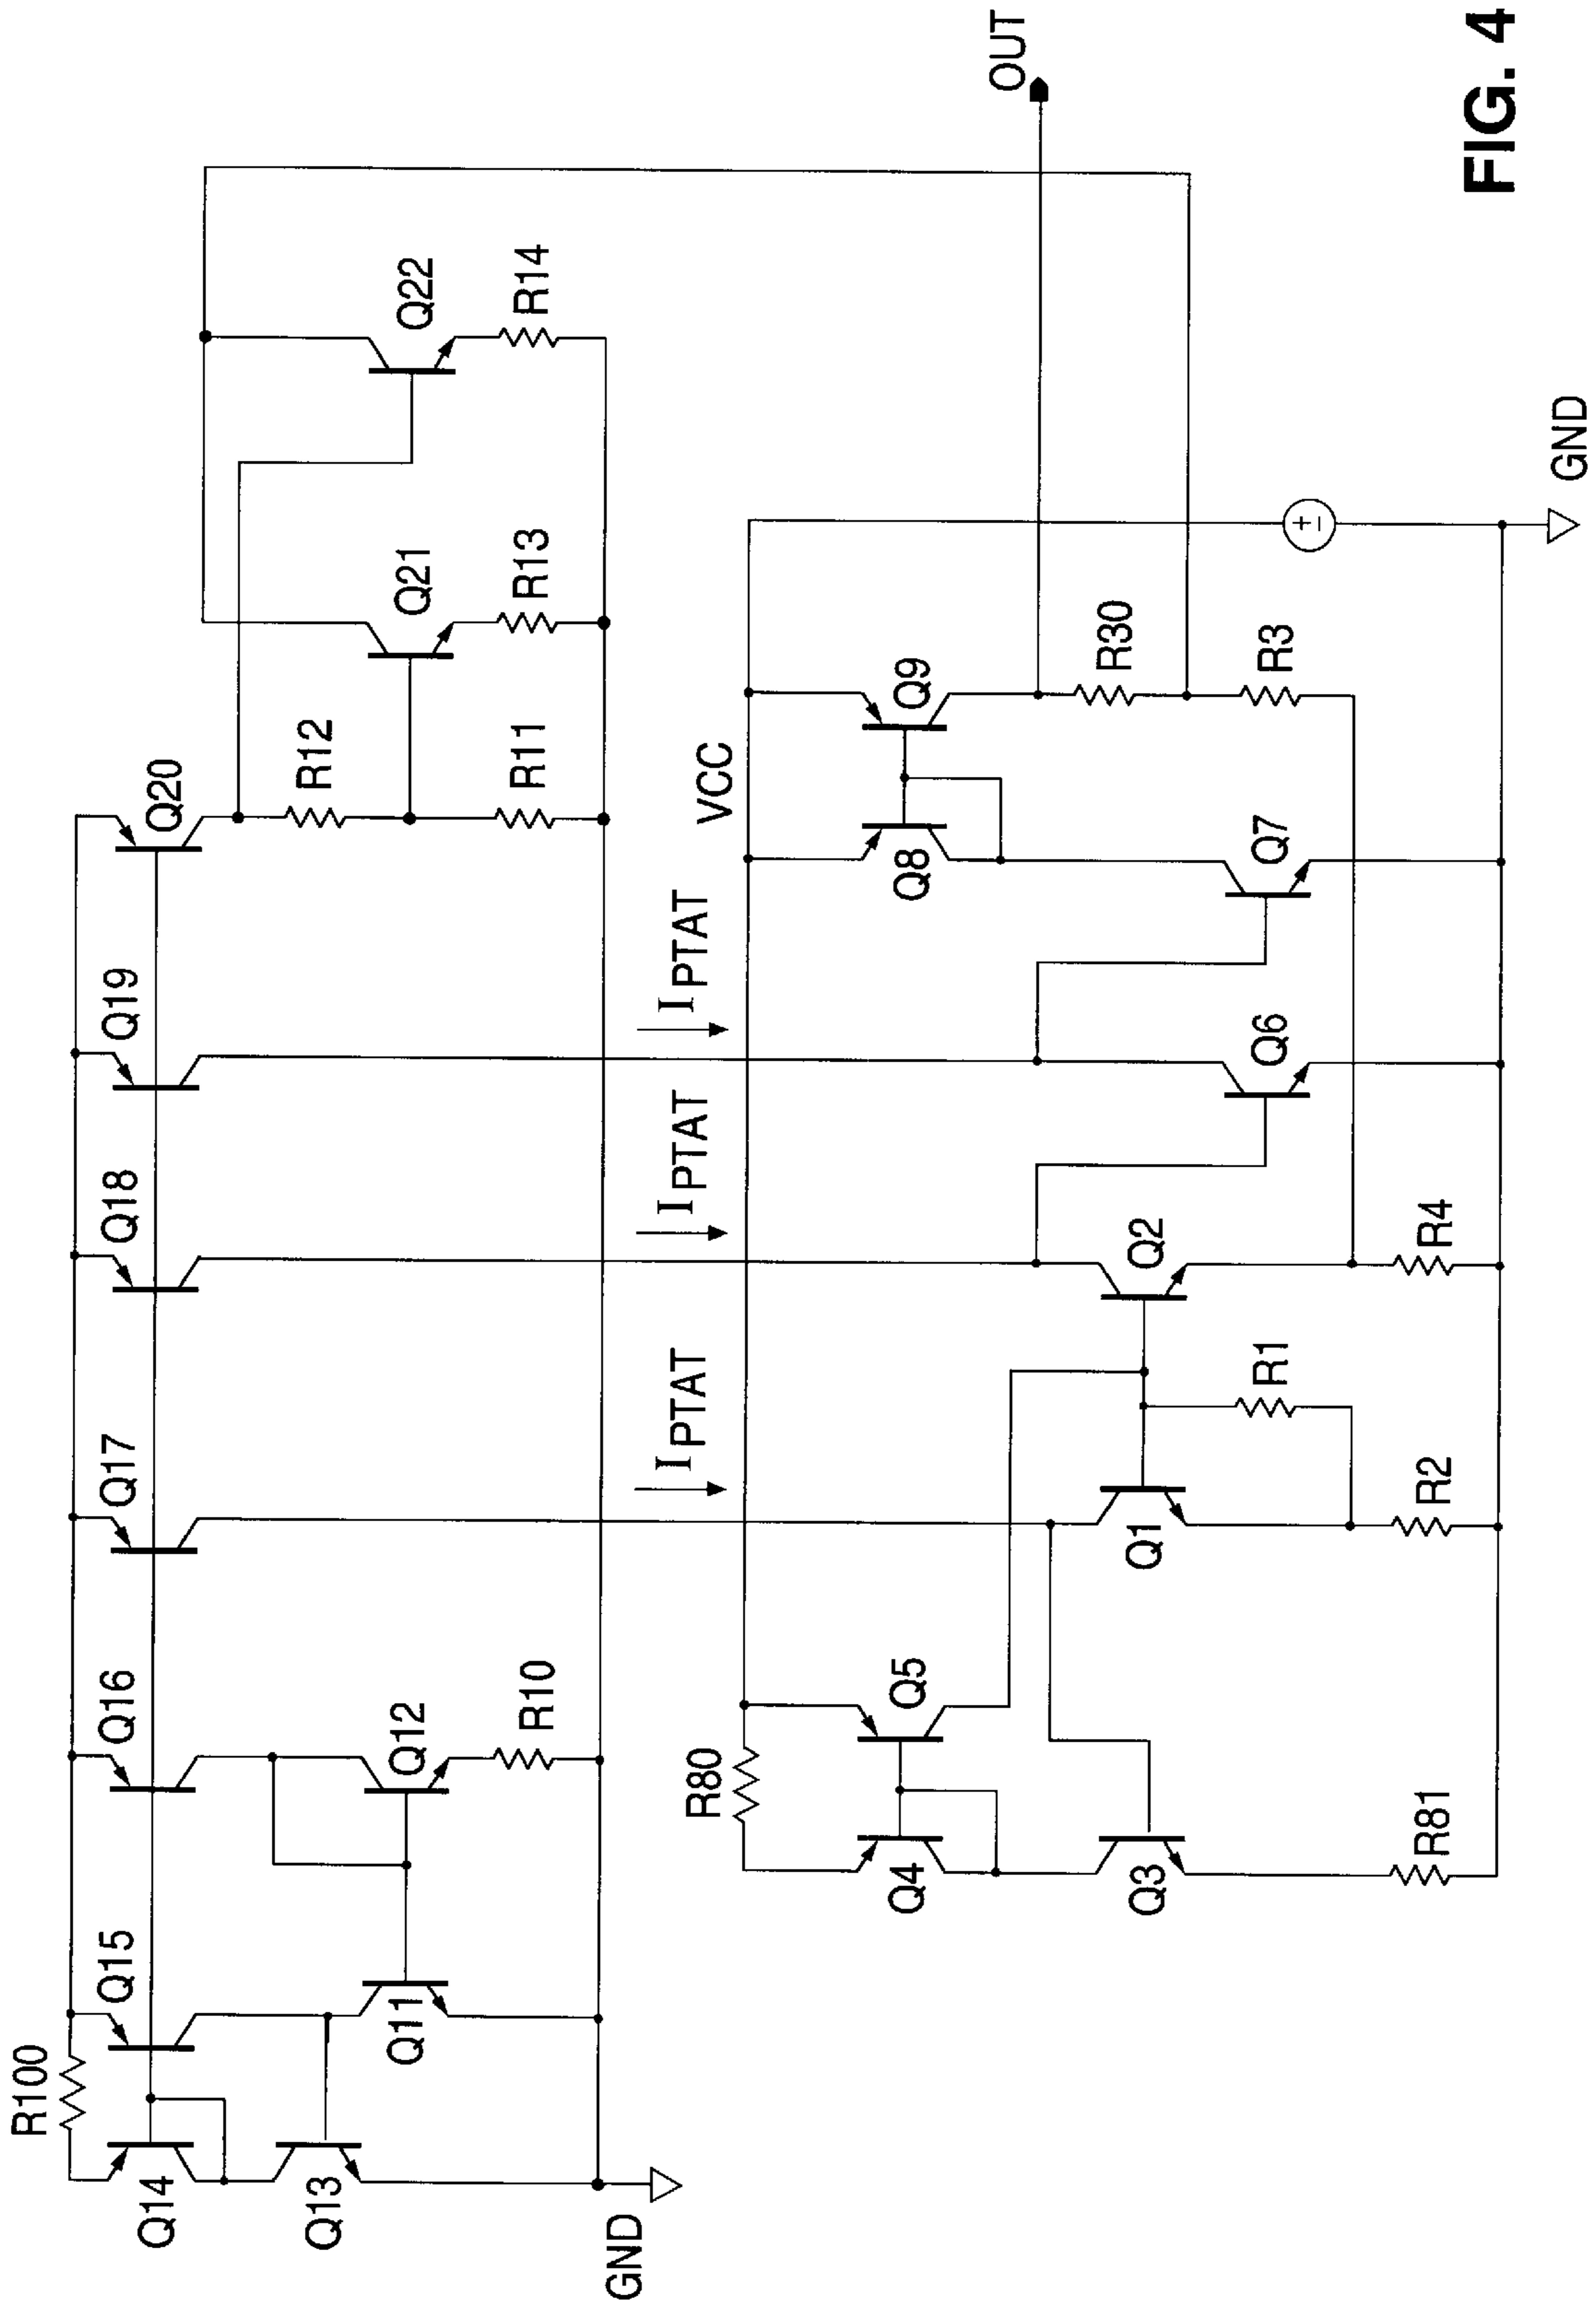 R100
Q14
Q15
Q16
Q17
Q18
Q19
Q20
Q13
Q11
Q12
R10
R12
R11
Q21
R13
Q22
R14
GND
IPTAT
IPTAT
IPTAT
VCC
R80
Q4
Q5
Q8
Q9
OUT
R30
Q3
Q1
R1
Q2
Q6
Q7
R3
R81
R2
R4
+
-
GND
FIG. 4